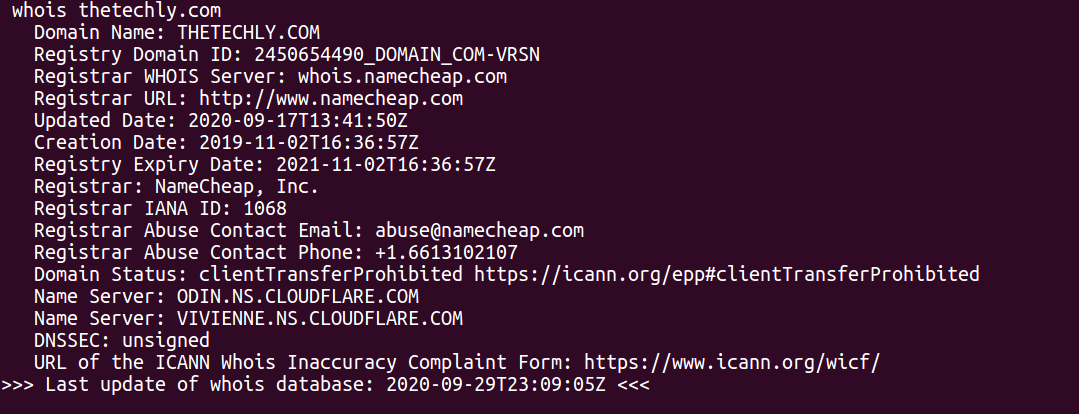 whois thetechly.com
Domain Name: THETECHLY.COM
Registry Domain ID: 2450654490_DOMAIN_COM-VRSN
Registrar WHOIS Server: whois.namecheap.com
Registrar URL: http://www.namecheap.com
Updated Date: 2020-09-17T13:41:50Z
Creation Date: 2019-11-02T16:36:57Z
Registry Expiry Date: 2021-11-02T16:36:57Z
Registrar: NameCheap, Inc.
Registrar IANA ID: 1068
Registrar Abuse Contact Email: abuse@namecheap.com
Registrar Abuse Contact Phone: +1.6613102107
Domain Status: clientTransferProhibited https://icann.org/epp#clientTransferProhibited
Name Server: ODIN.NS.CLOUDFLARE.COM
Name Server: VIVIENNE.NS.CLOUDFLARE.COM
DNSSEC: unsigned
URL of the ICANN Whois Inaccuracy Complaint Form: https://www.icann.org/wicf/
>>> Last update of whois database: 2020-09-29T23:09:05Z <<<